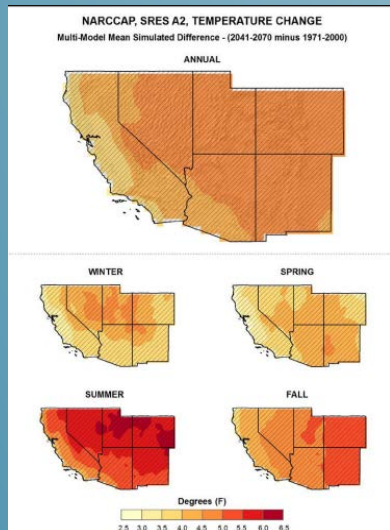 NARCCAP, SRES A2, TEMPERATURE CHANGE
Multi-Model Mean Simulated Difference - (2041-2070 minus 1971-2000)
ANNUAL
WINTER
SPRING
SUMMER
FALL
Degrees (F)
2.5 3.0 3.5 4.0 4.5 5.0 5.5 6.0 6.5